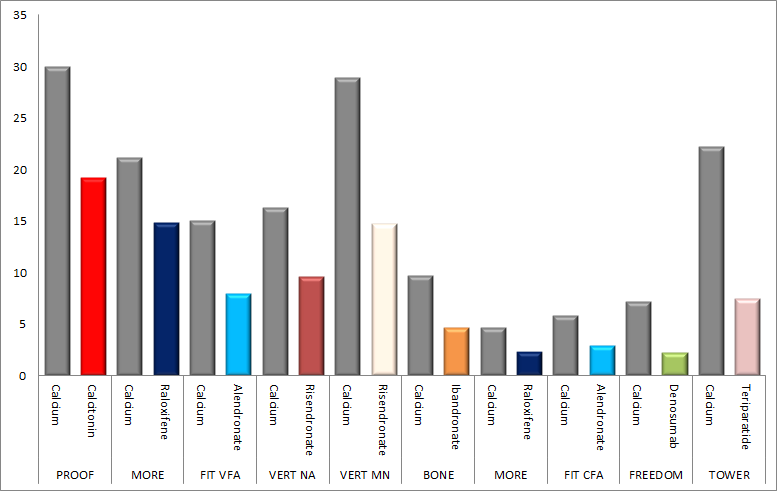 35
30
25
20
15
10
5
0
Calcium
Calctonin
Calcium
Raloxifene
Calcium
Alendronate
Calcium
Risendronate
Calcium
Risendronate
Calcium
Ibandronate
Calcium
Raloxifene
Calcium
Alendronate
Calcium
Denosumab
Calcium
Teriparatide
PROOF MORE FIT VFA VERT NA VERT MN BONE MORE FIT CFA FREEDOM TOWER